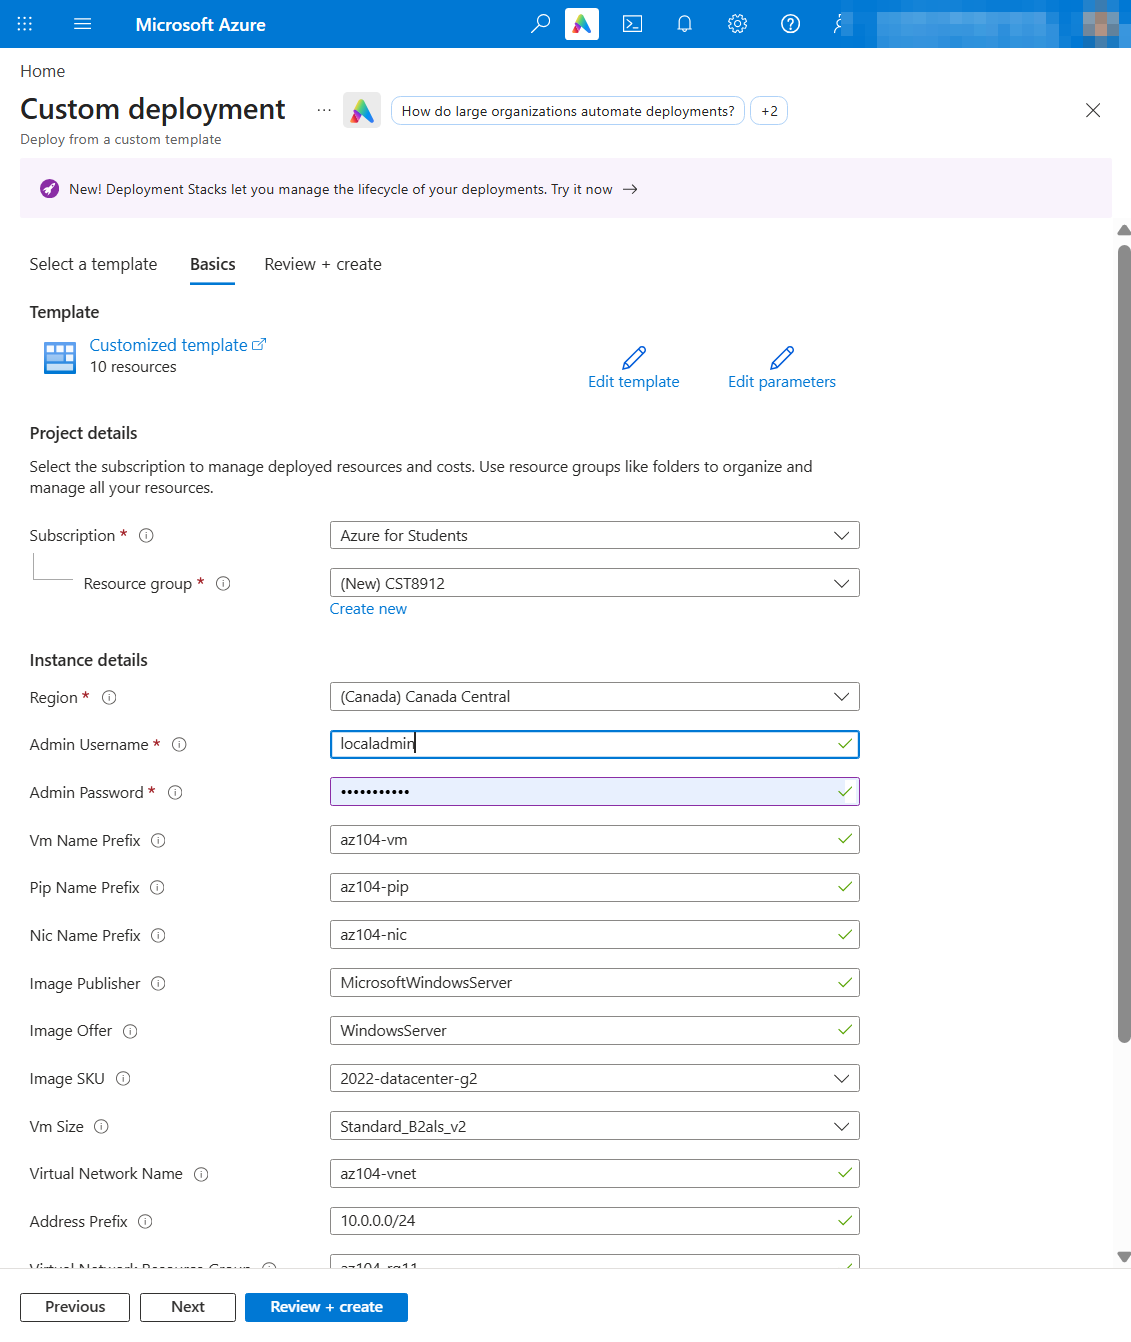 Microsoft Azure
Home
Custom deployment
How do large organizations automate deployments?
+2
Deploy from a custom template
New! Deployment Stacks let you manage the lifecycle of your deployments. Try it now →
Select a template Basics Review + create
Template
Customized template
10 resources
Edit template Edit parameters
Project details
Select the subscription to manage deployed resources and costs. Use resource groups like folders to organize and
manage all your resources.
Subscription * Azure for Students
Resource group * (New) CST8912
Create new
Instance details
Region * (Canada) Canada Central
Admin Username * localadmin
Admin Password * •••••••••••
Vm Name Prefix az104-vm
Pip Name Prefix az104-pip
Nic Name Prefix az104-nic
Image Publisher MicrosoftWindowsServer
Image Offer WindowsServer
Image SKU 2022-datacenter-g2
Vm Size Standard_B2als_v2
Virtual Network Name az104-vnet
Address Prefix 10.0.0.0/24
Virtual Network Resource Group az104-rg11
Previous Next Review + create